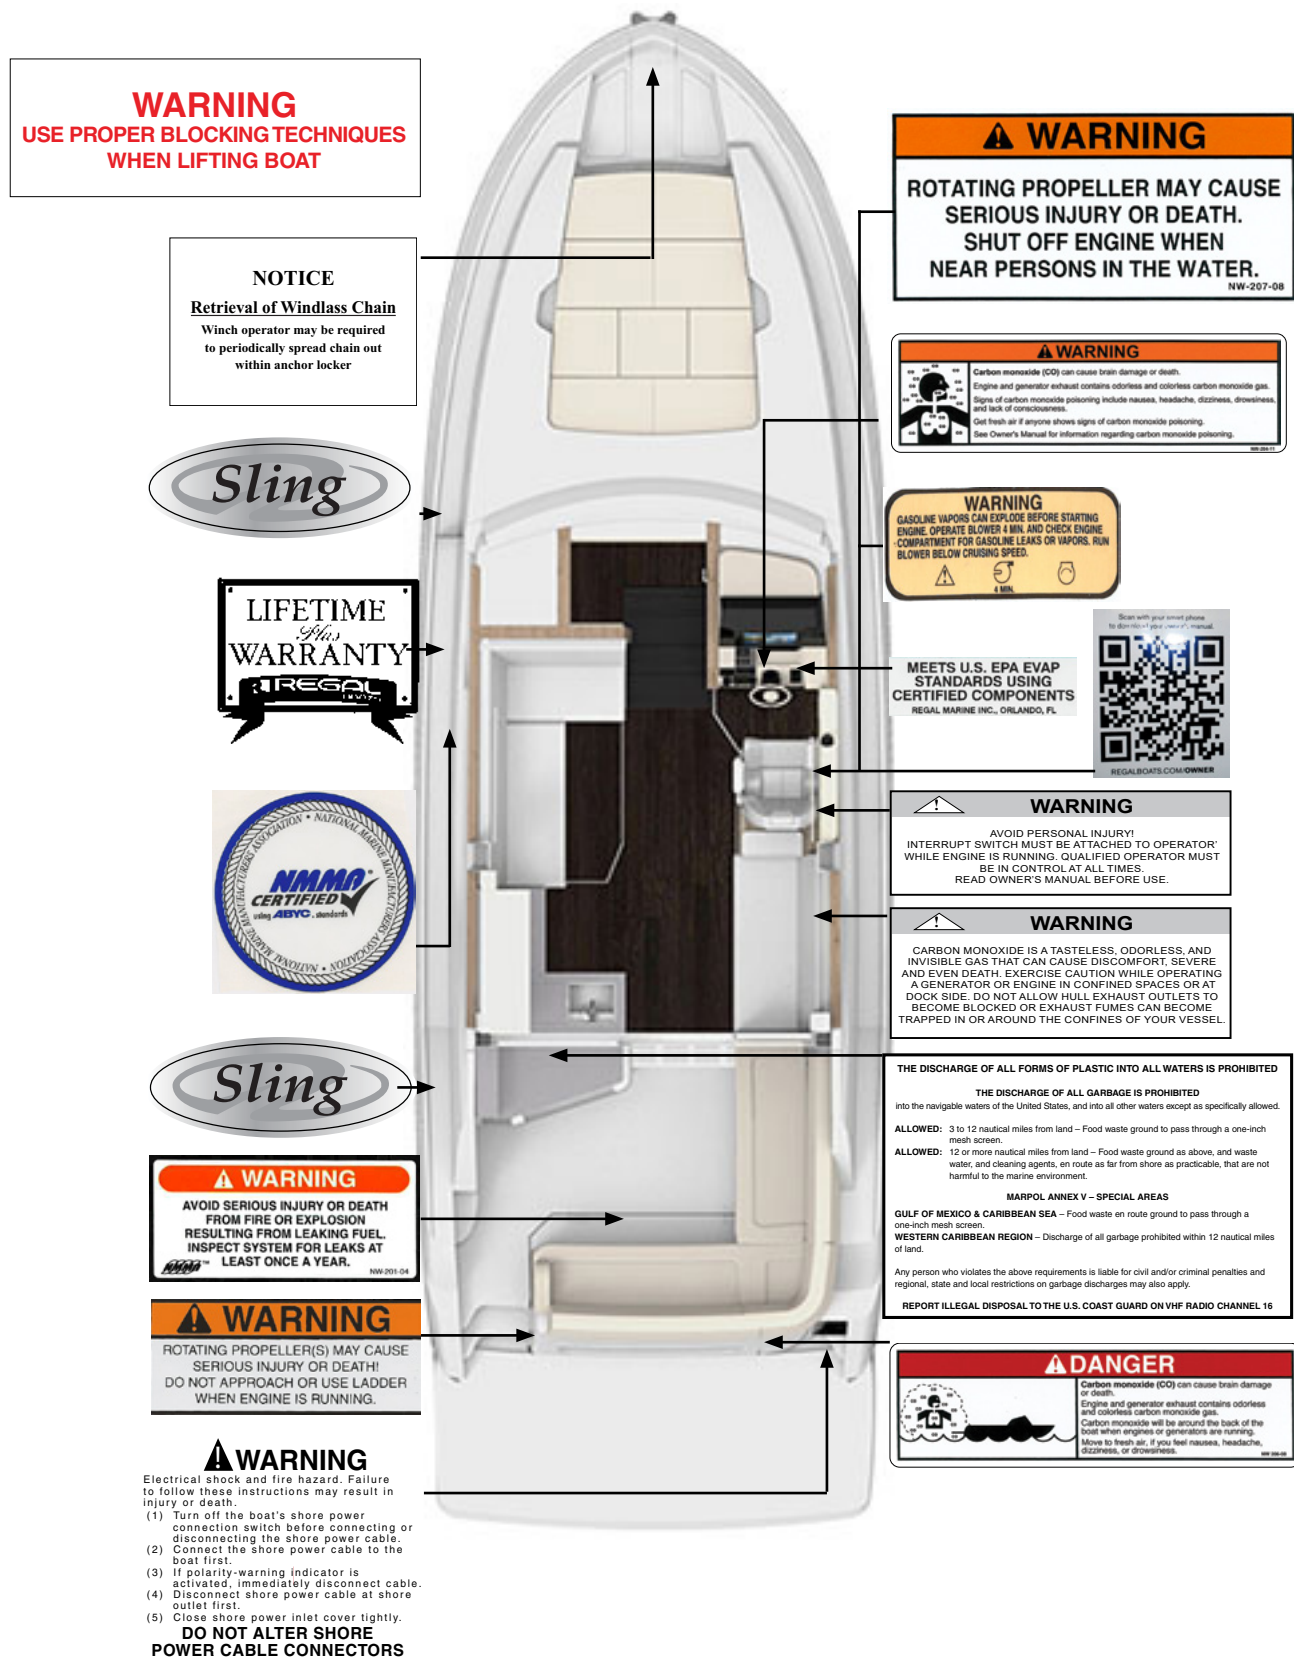 WARNING
USE PROPER BLOCKING TECHNIQUES
WHEN LIFTING BOAT
NOTICE
Retrieval of Windlass Chain
Winch operator may be required
to periodically spread chain out
within anchor locker
Sling
LIFETIME
Plus
WARRANTY
REGAL
NATIONAL MARINE MANUFACTURERS ASSOCIATION • NATIONAL MARINE MANUFACTURERS ASSOCIATION •
NMMA
CERTIFIED
using ABYC. standards
Sling
WARNING
AVOID SERIOUS INJURY OR DEATH
FROM FIRE OR EXPLOSION
RESULTING FROM LEAKING FUEL.
INSPECT SYSTEM FOR LEAKS AT
LEAST ONCE A YEAR.
NMMA™
NW-201-04
WARNING
ROTATING PROPELLER(S) MAY CAUSE
SERIOUS INJURY OR DEATH!
DO NOT APPROACH OR USE LADDER
WHEN ENGINE IS RUNNING.
WARNING
Electrical shock and fire hazard. Failure
to follow these instructions may result in
injury or death.
(1) Turn off the boat's shore power
connection switch before connecting or
disconnecting the shore power cable.
(2) Connect the shore power cable to the
boat first.
(3) If polarity-warning indicator is
activated, immediately disconnect cable.
(4) Disconnect shore power cable at shore
outlet first.
(5) Close shore power inlet cover tightly.
DO NOT ALTER SHORE
POWER CABLE CONNECTORS
WARNING
ROTATING PROPELLER MAY CAUSE
SERIOUS INJURY OR DEATH.
SHUT OFF ENGINE WHEN
NEAR PERSONS IN THE WATER.
NW-207-08
WARNING
Carbon monoxide (CO) can cause brain damage or death.
Engine and generator exhaust contains odorless and colorless carbon monoxide gas.
Signs of carbon monoxide poisoning include nausea, headache, dizziness, drowsiness,
and lack of consciousness.
Get fresh air if anyone shows signs of carbon monoxide poisoning.
See Owner's Manual for information regarding carbon monoxide poisoning.
WARNING
GASOLINE VAPORS CAN EXPLODE BEFORE STARTING
ENGINE. OPERATE BLOWER 4 MIN. AND CHECK ENGINE
COMPARTMENT FOR GASOLINE LEAKS OR VAPORS. RUN
BLOWER BELOW CRUISING SPEED.
4 MIN.
Scan with your smart phone
to download your owner's manual.
REGALBOATS.COM/OWNER
MEETS U.S. EPA EVAP
STANDARDS USING
CERTIFIED COMPONENTS
REGAL MARINE INC., ORLANDO, FL
WARNING
AVOID PERSONAL INJURY!
INTERRUPT SWITCH MUST BE ATTACHED TO OPERATOR'
WHILE ENGINE IS RUNNING. QUALIFIED OPERATOR MUST
BE IN CONTROL AT ALL TIMES.
READ OWNER'S MANUAL BEFORE USE.
WARNING
CARBON MONOXIDE IS A TASTELESS, ODORLESS, AND
INVISIBLE GAS THAT CAN CAUSE DISCOMFORT, SEVERE
AND EVEN DEATH. EXERCISE CAUTION WHILE OPERATING
A GENERATOR OR ENGINE IN CONFINED SPACES OR AT
DOCK SIDE. DO NOT ALLOW HULL EXHAUST OUTLETS TO
BECOME BLOCKED OR EXHAUST FUMES CAN BECOME
TRAPPED IN OR AROUND THE CONFINES OF YOUR VESSEL.
THE DISCHARGE OF ALL FORMS OF PLASTIC INTO ALL WATERS IS PROHIBITED
THE DISCHARGE OF ALL GARBAGE IS PROHIBITED
into the navigable waters of the United States, and into all other waters except as specifically allowed.
ALLOWED: 3 to 12 nautical miles from land – Food waste ground to pass through a one-inch
mesh screen.
ALLOWED: 12 or more nautical miles from land – Food waste ground as above, and waste
water, and cleaning agents, en route as far from shore as practicable, that are not
harmful to the marine environment.
MARPOL ANNEX V – SPECIAL AREAS
GULF OF MEXICO & CARIBBEAN SEA – Food waste en route ground to pass through a
one-inch mesh screen.
WESTERN CARIBBEAN REGION – Discharge of all garbage prohibited within 12 nautical miles
of land.
Any person who violates the above requirements is liable for civil and/or criminal penalties and
regional, state and local restrictions on garbage discharges may also apply.
REPORT ILLEGAL DISPOSAL TO THE U.S. COAST GUARD ON VHF RADIO CHANNEL 16
DANGER
Carbon monoxide (CO) can cause brain damage
or death.
Engine and generator exhaust contains odorless
and colorless carbon monoxide gas.
Carbon monoxide will be around the back of the
boat when engines or generators are running.
Move to fresh air, if you feel nausea, headache,
dizziness, or drowsiness.